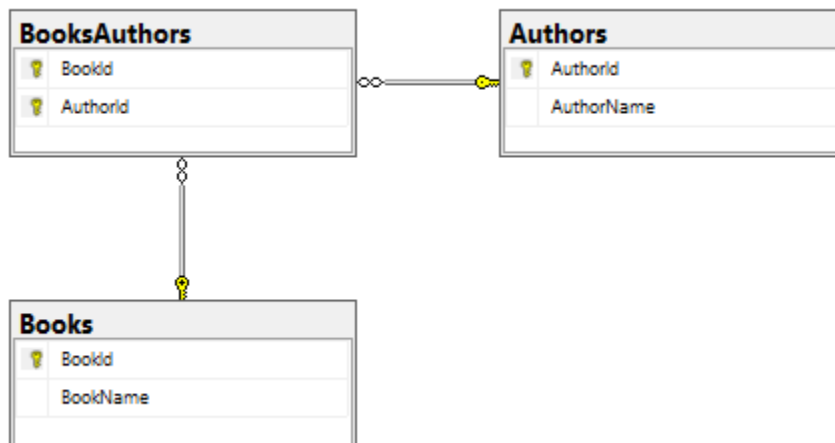 BooksAuthors
BookId
AuthorId
Authors
AuthorId
AuthorName
Books
BookId
BookName